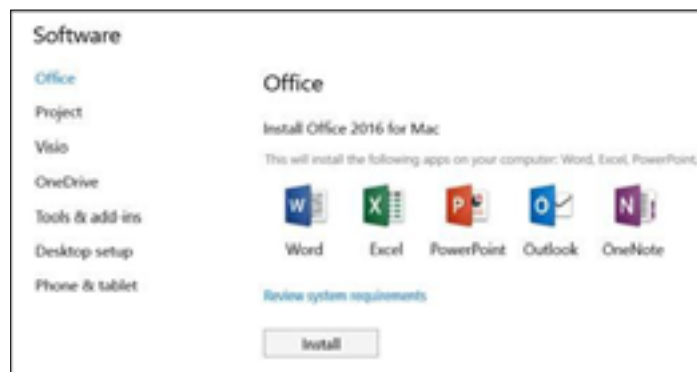 Software
Office
Project
Visio
OneDrive
Tools & add-ins
Desktop setup
Phone & tablet
Office
Install Office 2016 for Mac
This will install the following apps on your computer: Word, Excel, PowerPoint,
Word Excel PowerPoint Outlook OneNote
Review system requirements
Install